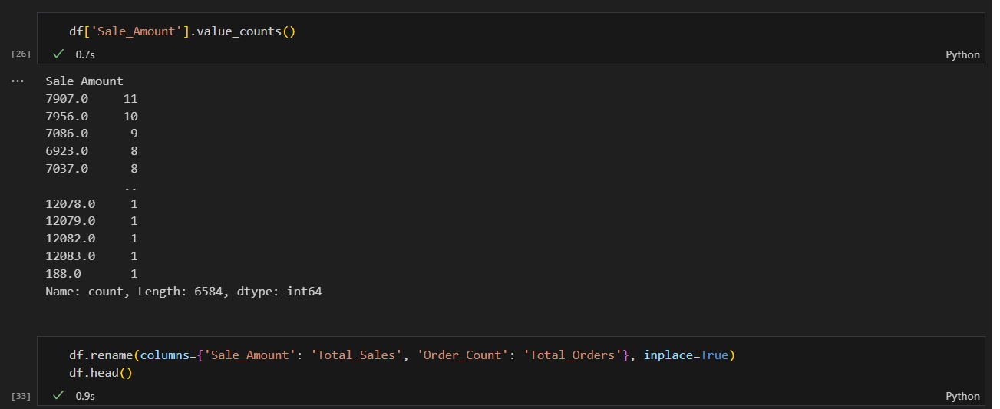 df['Sale_Amount'].value_counts()
[26] ✓ 0.7s Python
... Sale_Amount
7907.0 11
7956.0 10
7086.0 9
6923.0 8
7037.0 8
..
12078.0 1
12079.0 1
12082.0 1
12083.0 1
188.0 1
Name: count, Length: 6584, dtype: int64
df.rename(columns={'Sale_Amount': 'Total_Sales', 'Order_Count': 'Total_Orders'}, inplace=True)
df.head()
[33] ✓ 0.9s Python